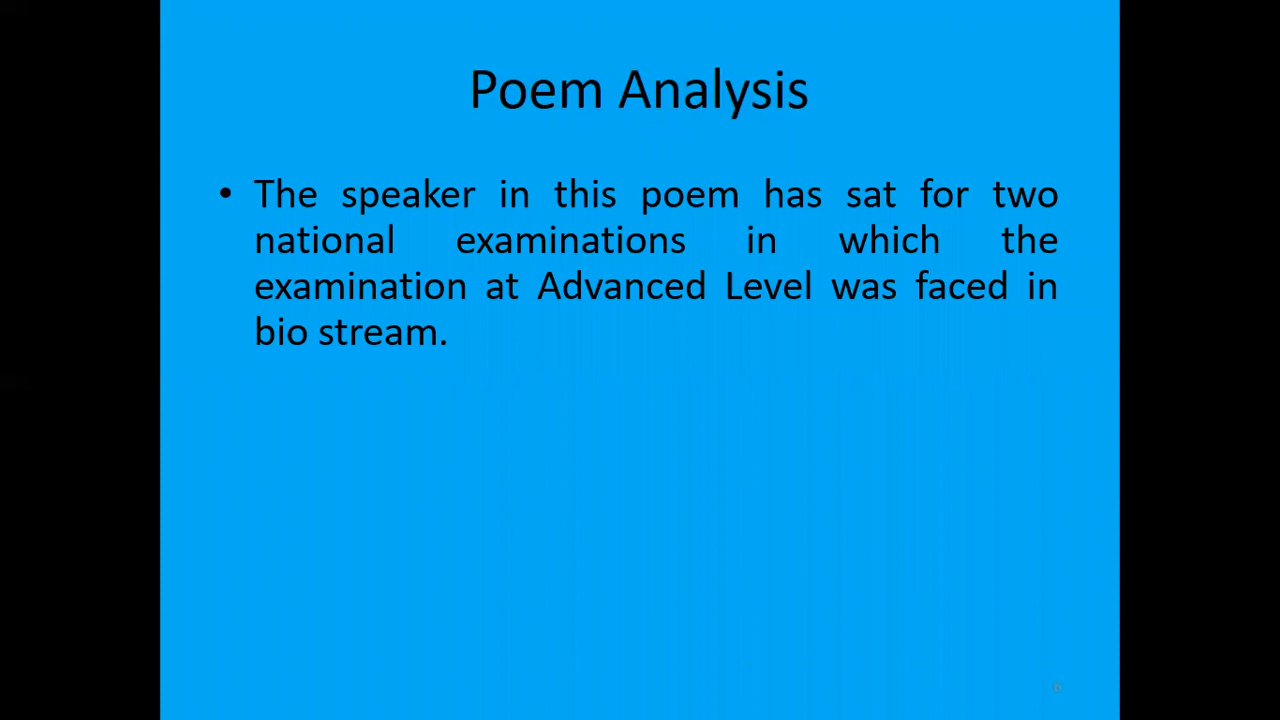 Poem Analysis
• The speaker in this poem has sat for two
national examinations in which the
examination at Advanced Level was faced in
bio stream.
6